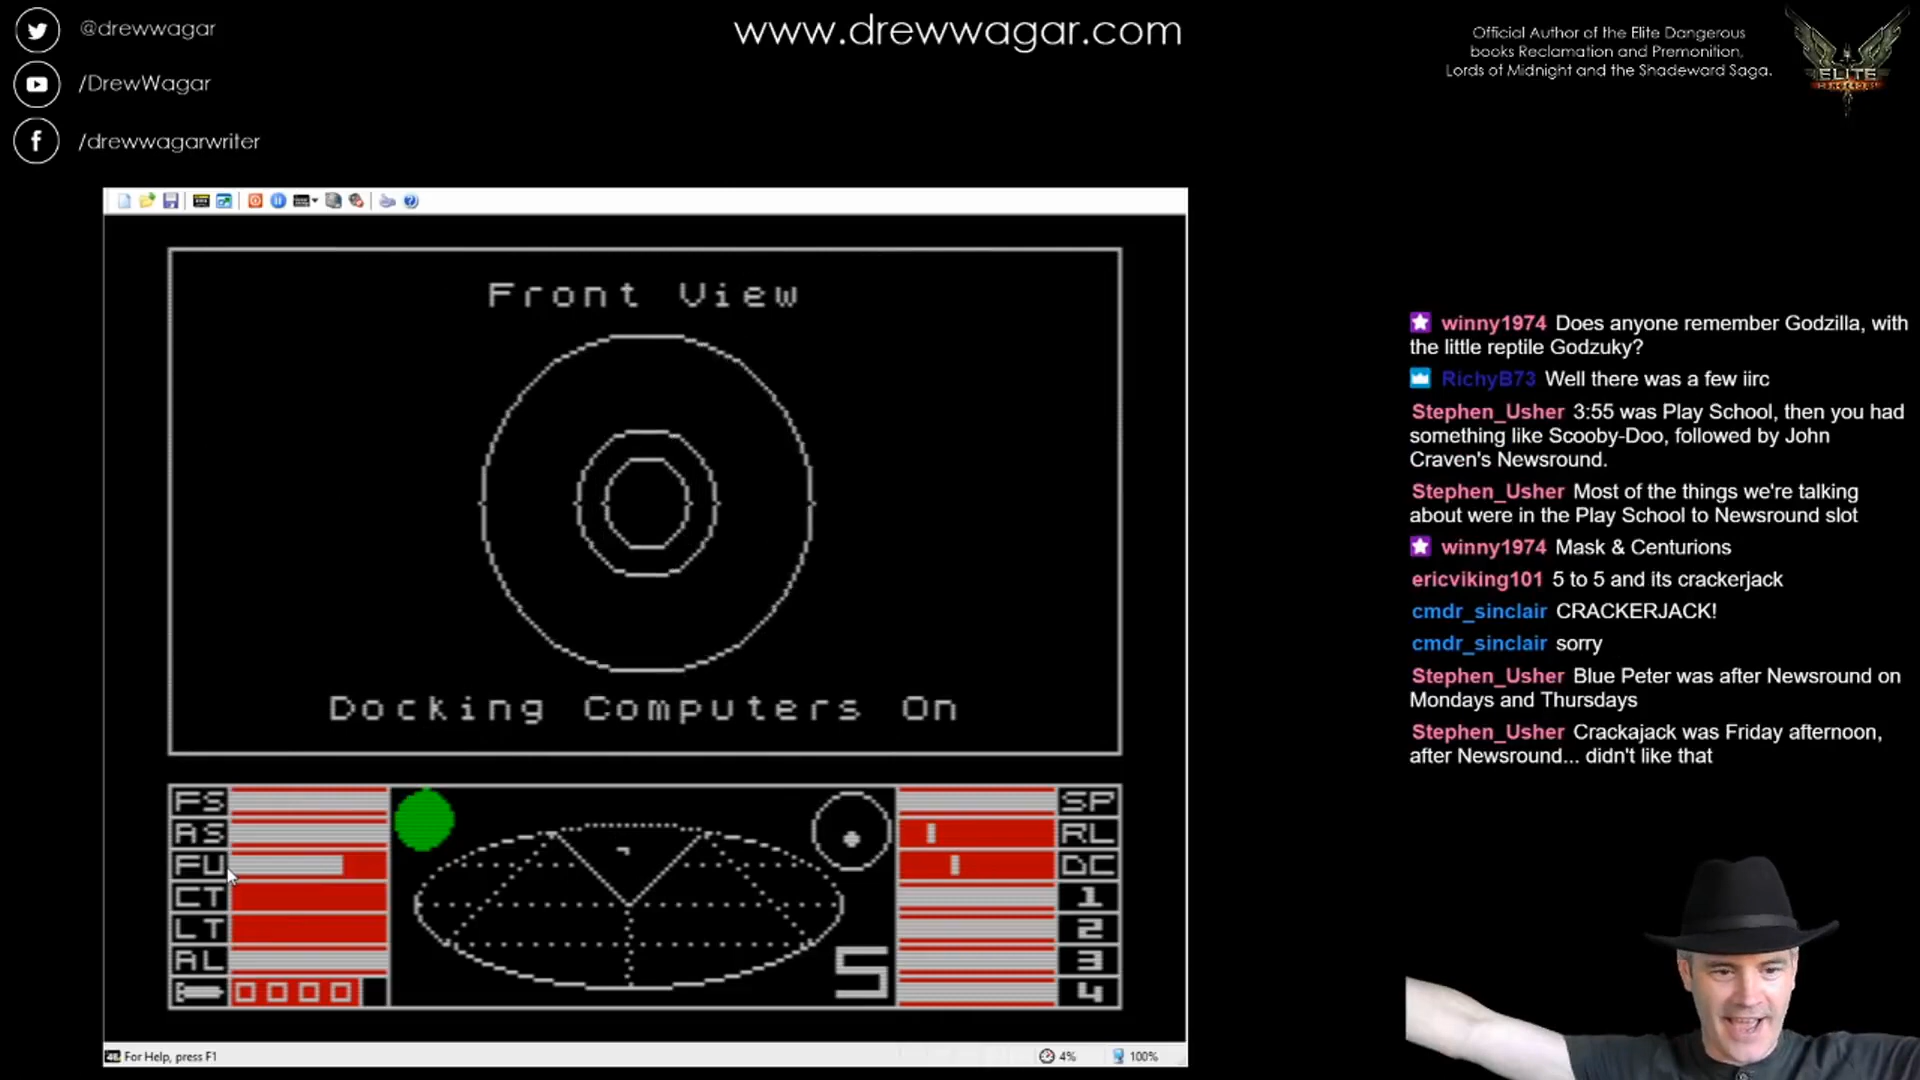 @drewwagar
/DrewWagar
/drewwagarwriter
www.drewwagar.com
Official Author of the Elite Dangerous
books Reclamation and Premonition,
Lords of Midnight and the Shadeward Saga.
ELITE
DANGEROUS
Front View
Docking Computers On
FS
AS
FU
CT
LT
AL
S
SP
RL
DC
1
2
3
4
For Help, press F1
4%
100%
winny1974 Does anyone remember Godzilla, with
the little reptile Godzuky?
RichyB73 Well there was a few iirc
Stephen_Usher 3:55 was Play School, then you had
something like Scooby-Doo, followed by John
Craven's Newsround.
Stephen_Usher Most of the things we're talking
about were in the Play School to Newsround slot
winny1974 Mask & Centurions
ericviking101 5 to 5 and its crackerjack
cmdr_sinclair CRACKERJACK!
cmdr_sinclair sorry
Stephen_Usher Blue Peter was after Newsround on
Mondays and Thursdays
Stephen_Usher Crackajack was Friday afternoon,
after Newsround... didn't like that